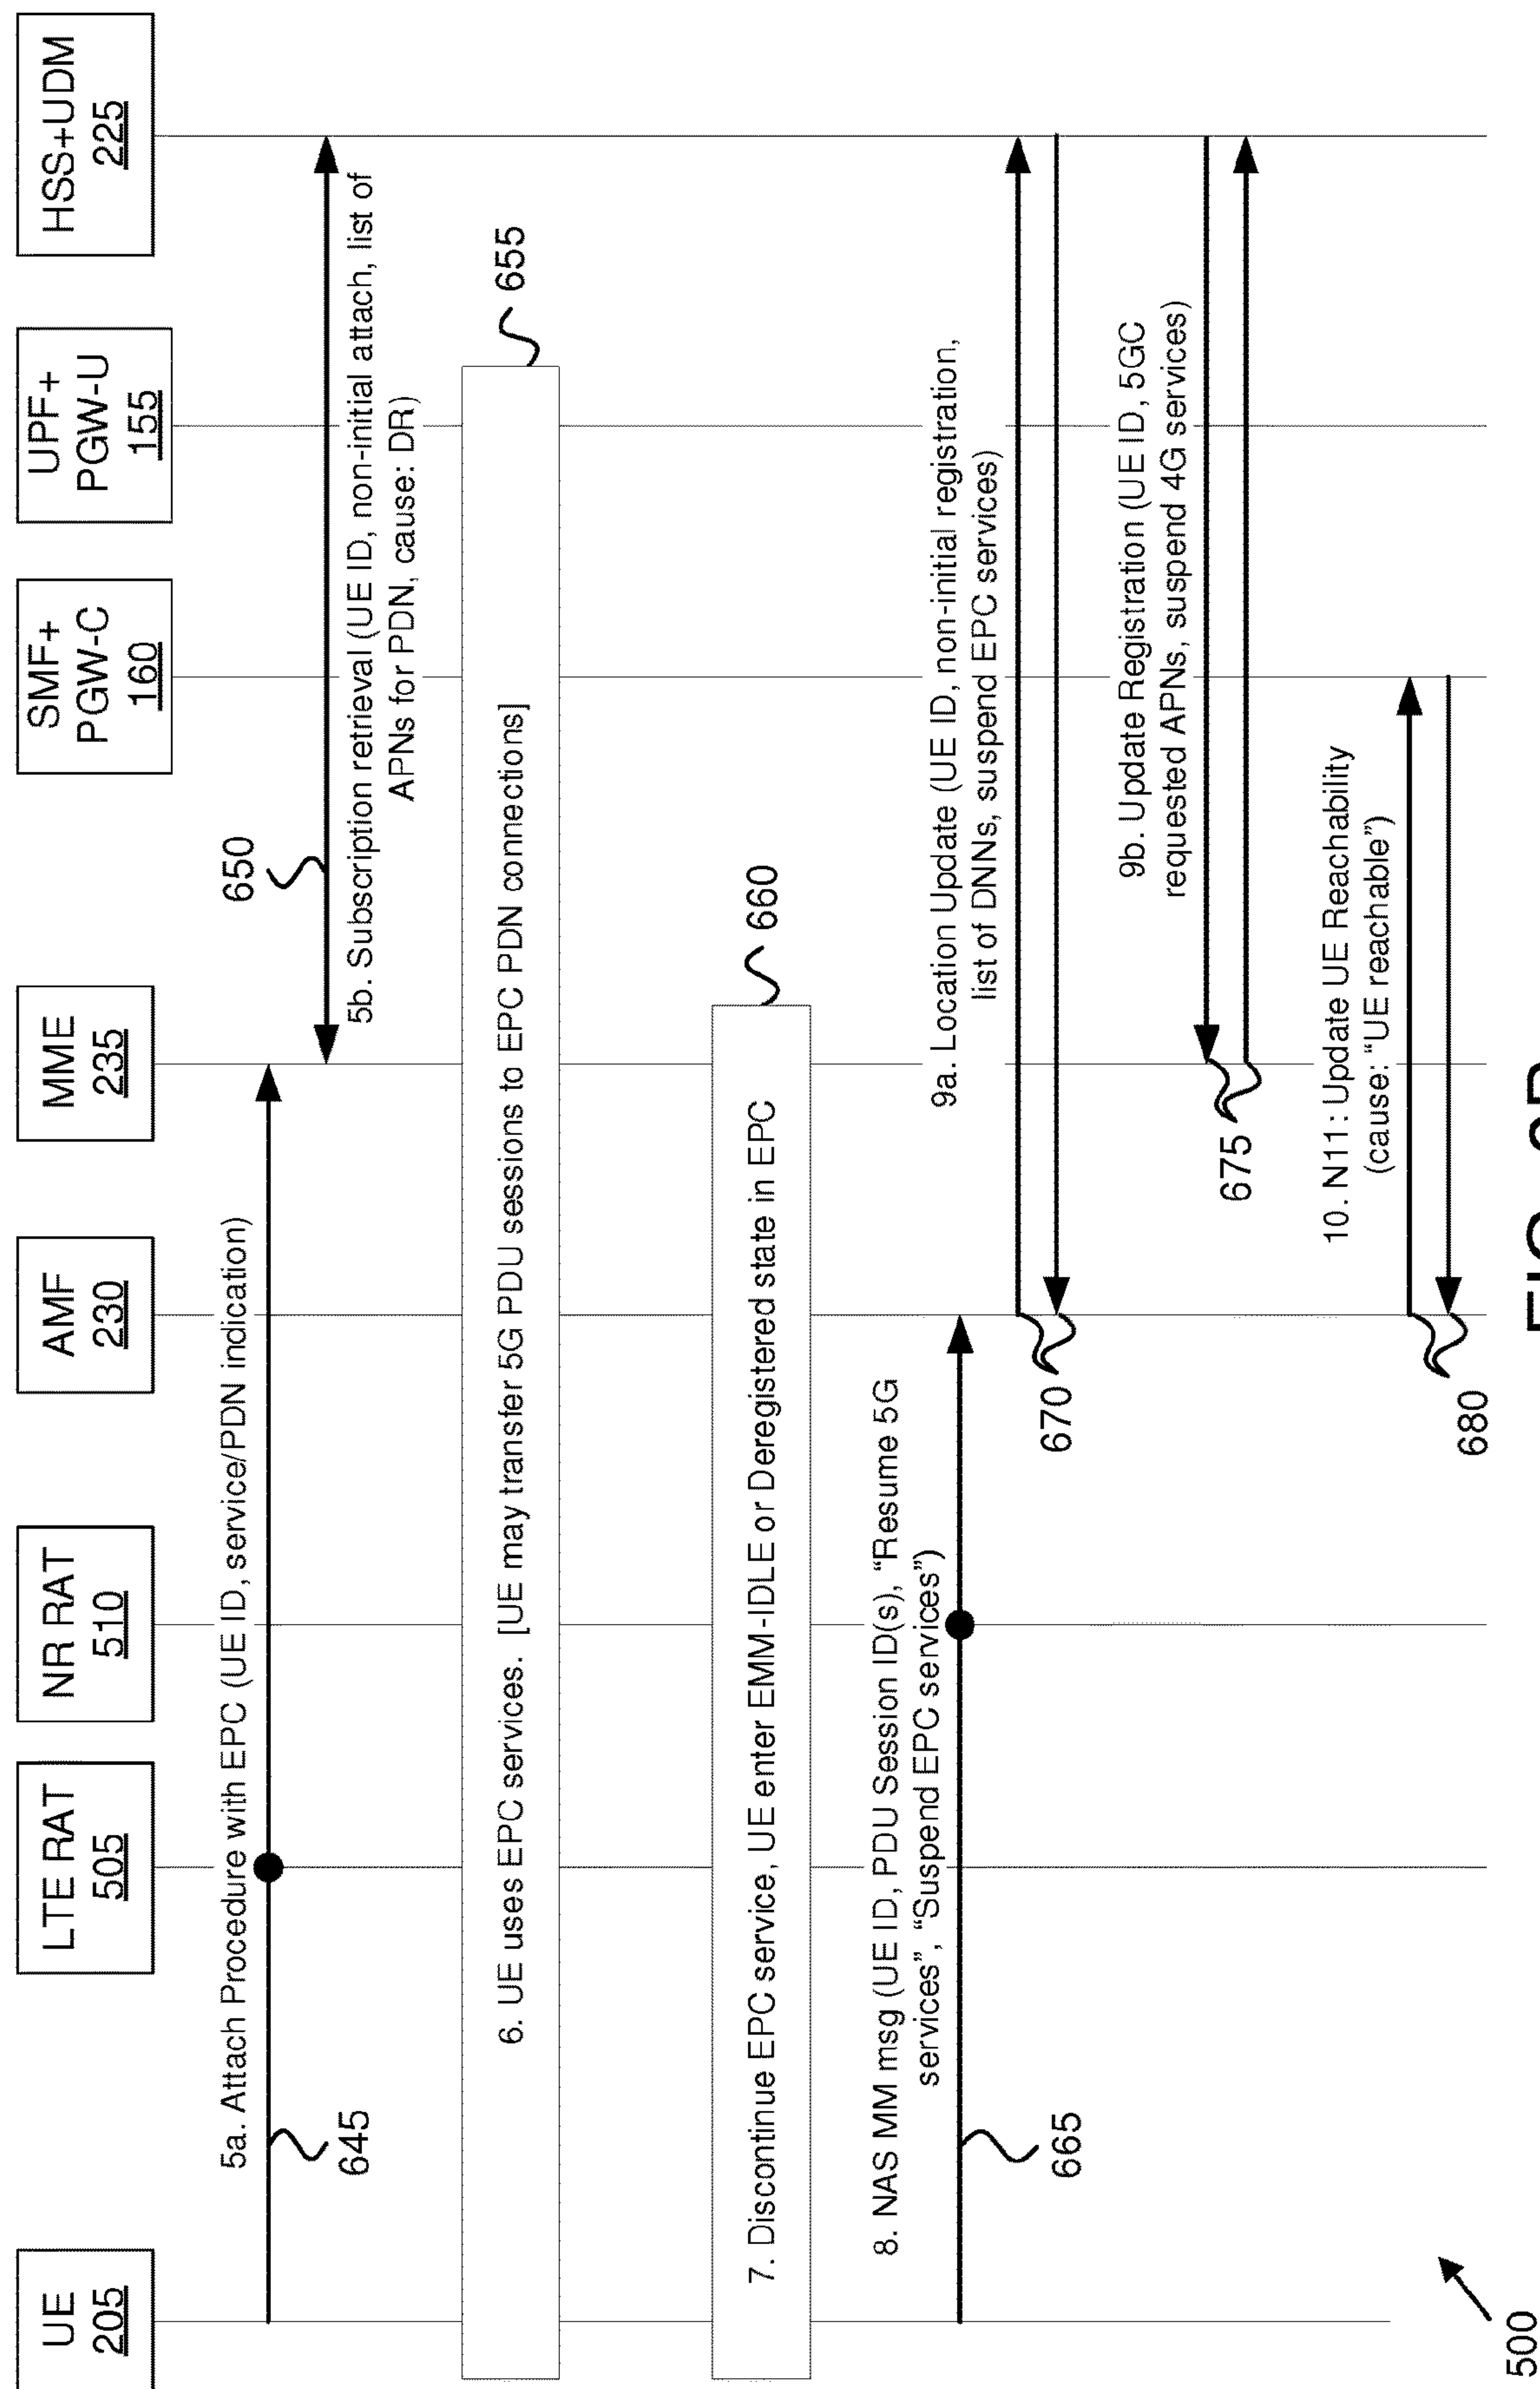 UE
205
LTE RAT
505
NR RAT
510
AMF
230
MME
235
SMF+
PGW-C
160
UPF+
PGW-U
155
HSS+UDM
225
5a. Attach Procedure with EPC (UE ID, service/PDN indication)
645
650
5b. Subscription retrieval (UE ID, non-initial attach, list of
APNs for PDN, cause: DR)
6. UE uses EPC services. [UE may transfer 5G PDU sessions to EPC PDN connections]
655
7. Discontinue EPC service, UE enter EMM-IDLE or Deregistered state in EPC
660
8. NAS MM msg (UE ID, PDU Session ID(s), “Resume 5G
services”, “Suspend EPC services”)
665
9a. Location Update (UE ID, non-initial registration,
list of DNNs, suspend EPC services)
670
9b. Update Registration (UE ID, 5GC
requested APNs, suspend 4G services)
675
10. N11: Update UE Reachability
(cause: “UE reachable”)
680
500